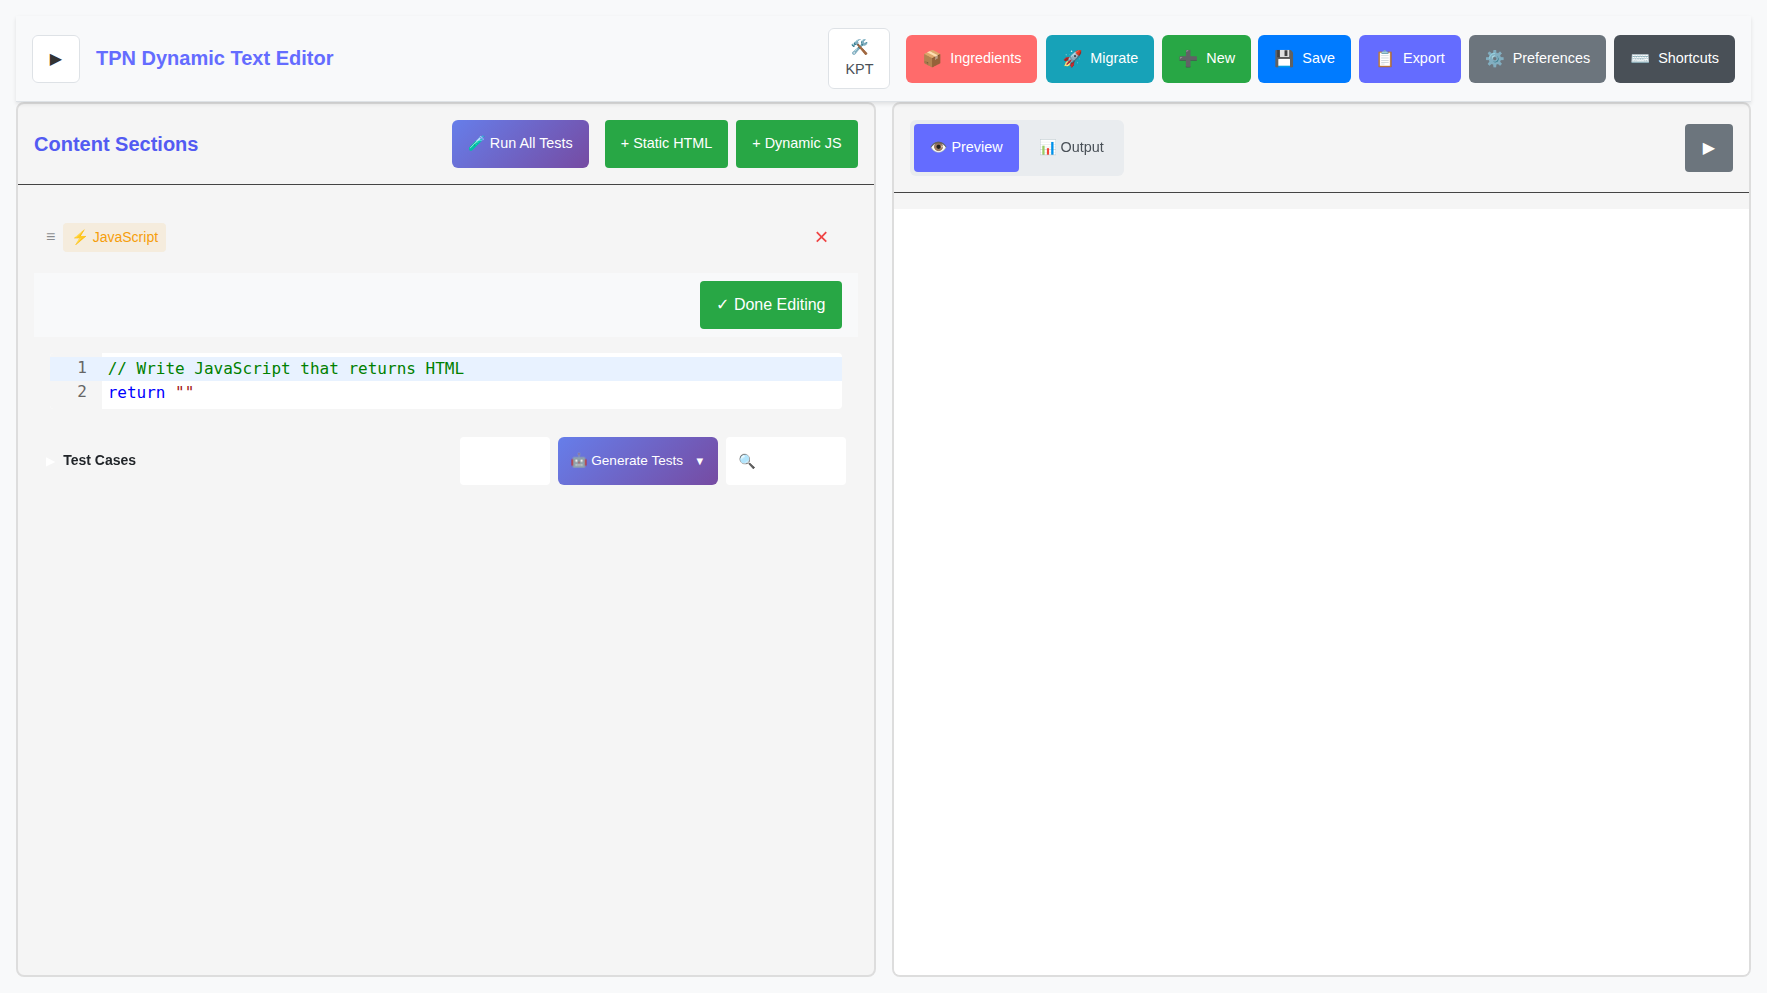 ▶ TPN Dynamic Text Editor 🛠️ KPT 📦 Ingredients 🚀 Migrate ➕ New 💾 Save 📋 Export ⚙️ Preferences ⌨️ Shortcuts
Content Sections 🧪 Run All Tests + Static HTML + Dynamic JS
👁️ Preview 📊 Output ▶
≡ ⚡ JavaScript ×
✓ Done Editing
1 // Write JavaScript that returns HTML
2 return ""
▶ Test Cases 🤖 Generate Tests ▼ 🔍